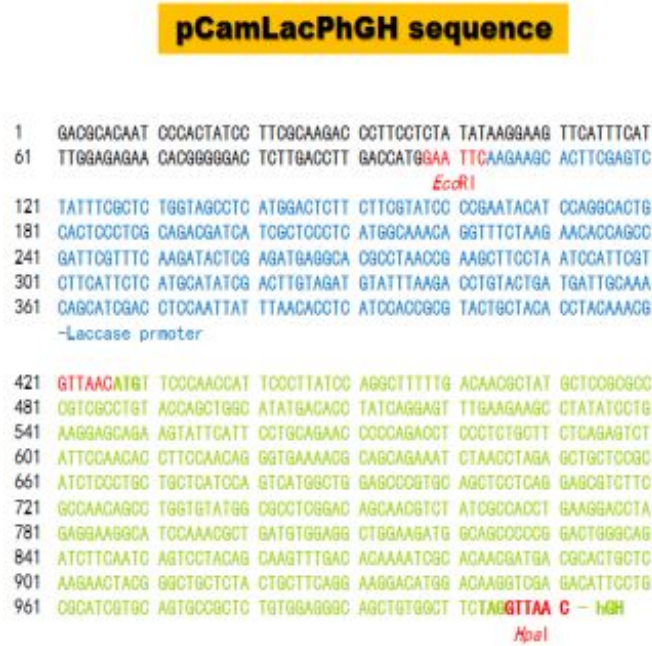 pCamLacPhGH sequence
1 GACGCACAAT CCCACTATCC TTCGCAAGAC CCTTCCTCTA TATAAGGAAG TTCATTTCAT
61 TTGGAGAGAA CACGGGGGAC TCTTGACCTT GACCATGGAA TTCAAGAAGC ACTTCGAGTC
EcoRI
121 TATTTCGCTC TGGTAGCCTC ATGGACTCTT CTTCGTATCC CCGAATACAT CCAGGCACTG
181 CACTCCCTCG CAGACGATCA TCGCTCCCTC ATGGCAAACA GGTTTCTAAG AACACCAGCC
241 GATTCGTTTC AAGATACTCG GAGATGAGGCA CGCCTAACCG AAGCTTCCTA ATCCATTCGT
301 CTTCATTCTC ATGCATATCGA CTTGTAGAT GTATTTAAGA CCTGTACTGA TGATTGCAAA
361 CAGCATCGAC CTCCAATTAT TTAACACCTC ATCCACCGCG TACTGCTACA CCTACAAACG
-Laccase prmoter
421 GTTAACATGT TCCCAACCAT TCCCTTATCC AGGCTTTTTG ACAACGCTAT GCTCCGCGCC
481 CGTCGCCTGT ACCAGCTGGC ATATGACACC TATCAGGAGT TTGAAGAAGC CTATATCCTG
541 AAGGAGCAGA AGTATTCATT CCTGCAGAAC CCCCAGACCT CCCTCTGCTT CTCAGAGTCT
601 ATTCCAACAC CTTCCAACAG GGTGAAAACG CAGCAGAAAT CTAACCTAGA GCTGCTCCGC
661 ATCTCCCTGC TGCTCATCCA GTCATGGCTG GAGCCCGTGC AGCTCCTCAG GAGCGTCTTC
721 GCCAACAGCC TGGTGTATGG CGCCTCGGAC AGCAACGTCT ATCGCCACCT GAAGGACCTA
781 GAGGAAGGCA TCCAAACGCT GATGTGGAGG CTGGAAGATG GCAGCCCCCG GACTGGGCAG
841 ATCTTCAATC AGTCCTACAG CAAGTTTGAC ACAAAATCGC ACAACGATGA CGCACTGCTC
901 AAGAACTACG GGCTGCTCTA CTGCTTCAGG AAGGACATGG ACAAGGTCGA GACATTCCTG
961 CGCATCGTGC AGTGCCGCTC TGTGGAGGGC AGCTGTGGCT TCTAGGTTAA C - hGH
HpaI